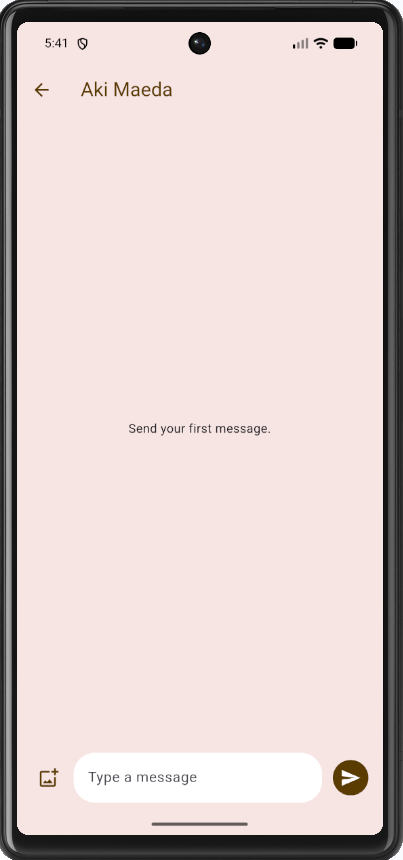 5:41
Aki Maeda
Send your first message.
Type a message